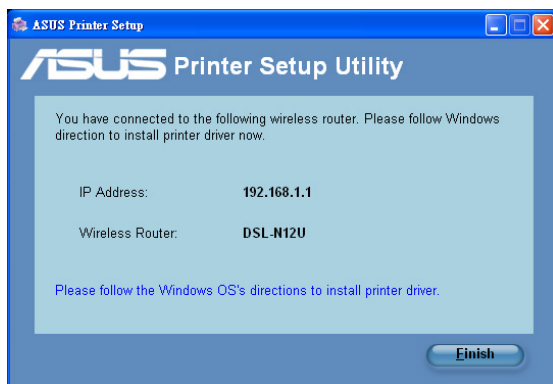 ASUS Printer Setup
ASUS Printer Setup Utility
You have connected to the following wireless router. Please follow Windows
direction to install printer driver now.
IP Address: 192.168.1.1
Wireless Router: DSL-N12U
Please follow the Windows OS's directions to install printer driver.
Finish